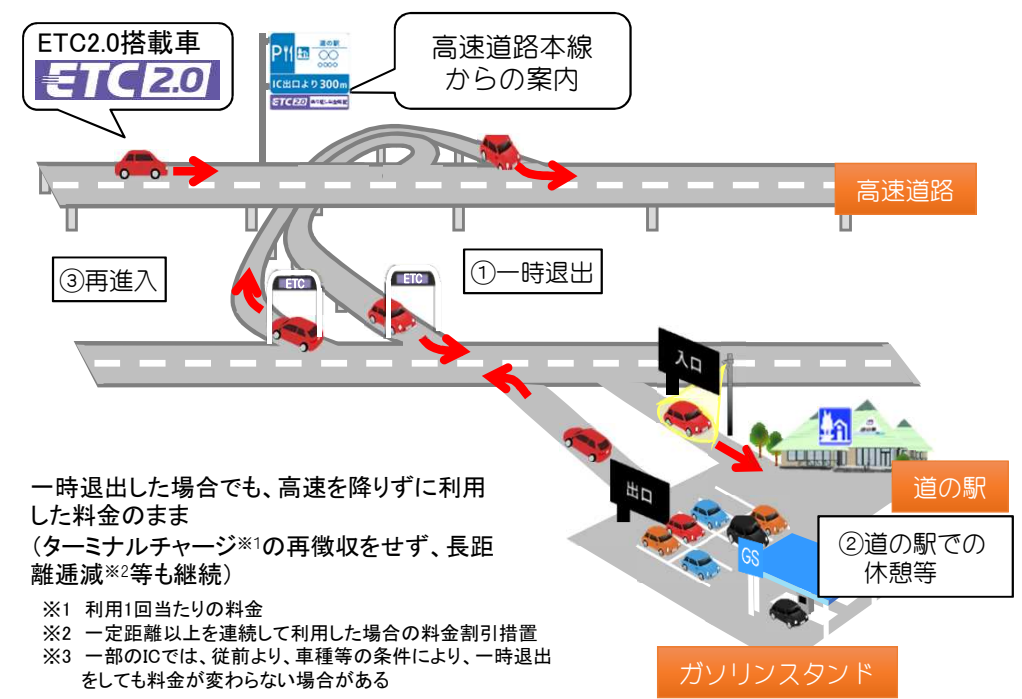 ETC2.0搭載車
ETC 2.0
道の駅
○○
IC出口より300m
ETC2.0
高速道路本線
からの案内
高速道路
③再進入
ETC
ETC
①一時退出
入口
道の駅
出口
②道の駅での
休憩等
GS
ガソリンスタンド
一時退出した場合でも、高速を降りずに利用
した料金のまま
（ターミナルチャージ※1の再徴収をせず、長距
離逓減※2等も継続）
※1　利用1回当たりの料金
※2　一定距離以上を連続して利用した場合の料金割引措置
※3　一部のICでは、従前より、車種等の条件により、一時退出
をしても料金が変わらない場合がある